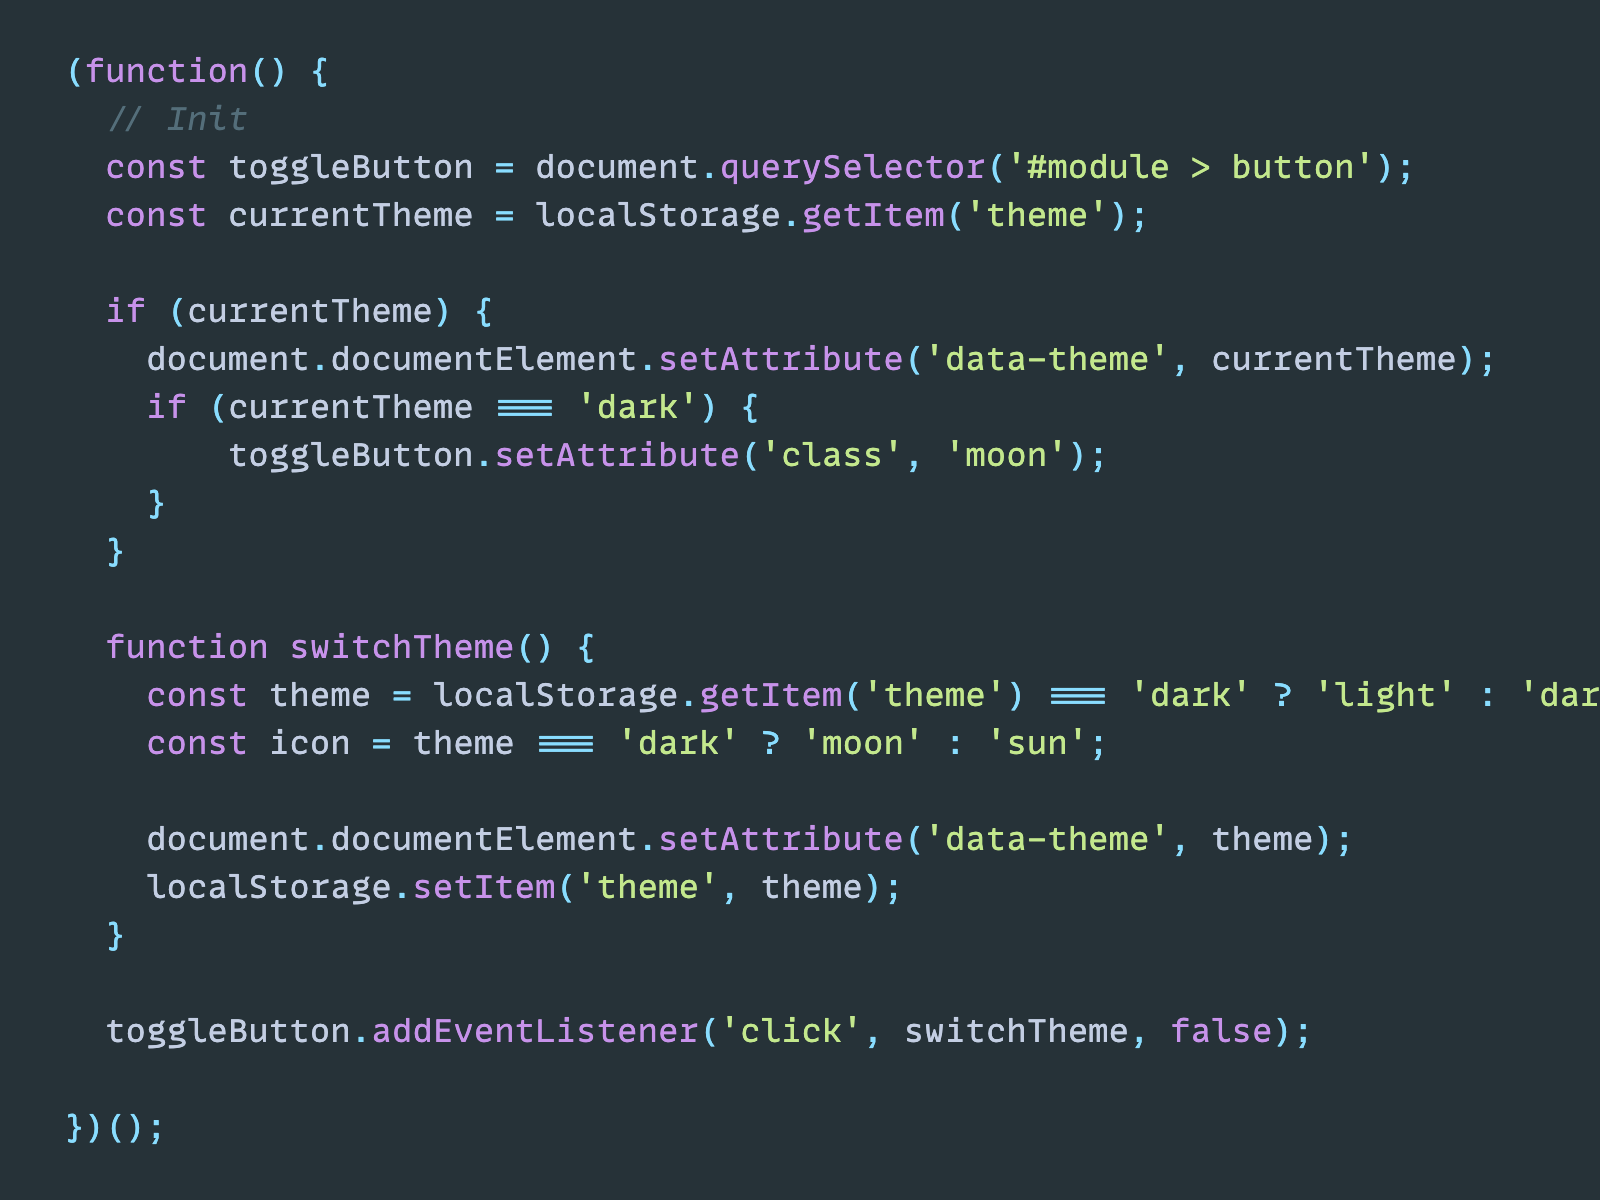 (function() {
  // Init
  const toggleButton = document.querySelector('#module > button');
  const currentTheme = localStorage.getItem('theme');

  if (currentTheme) {
    document.documentElement.setAttribute('data-theme', currentTheme);
    if (currentTheme === 'dark') {
        toggleButton.setAttribute('class', 'moon');
    }
  }

  function switchTheme() {
    const theme = localStorage.getItem('theme') === 'dark' ? 'light' : 'dar
    const icon = theme === 'dark' ? 'moon' : 'sun';

    document.documentElement.setAttribute('data-theme', theme);
    localStorage.setItem('theme', theme);
  }

  toggleButton.addEventListener('click', switchTheme, false);

})();